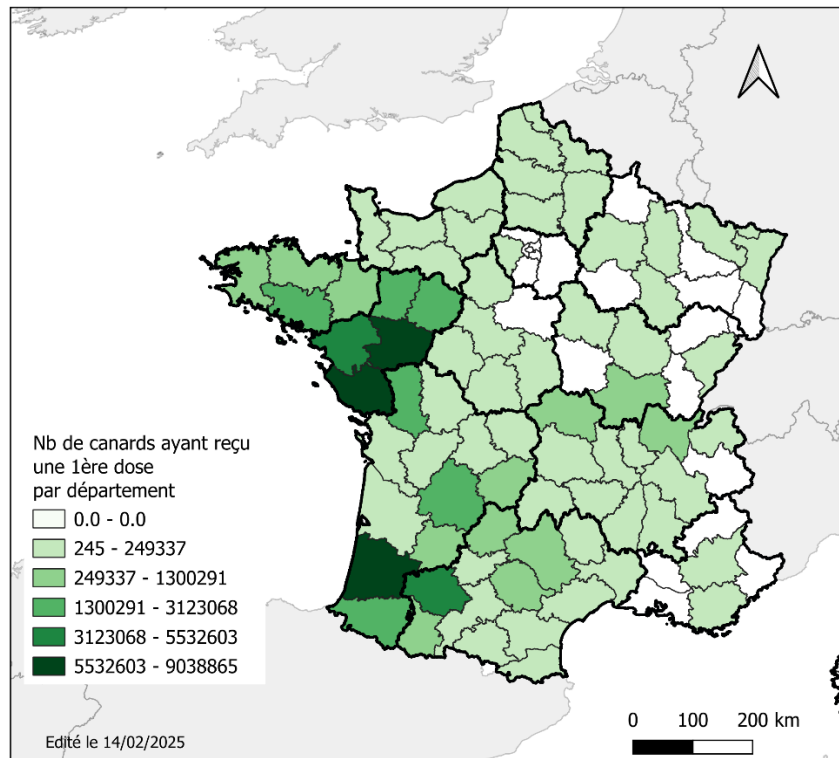 Nb de canards ayant reçu
une 1ère dose
par département
0.0 - 0.0
245 - 249337
249337 - 1300291
1300291 - 3123068
3123068 - 5532603
5532603 - 9038865
Edité le 14/02/2025
0 100 200 km